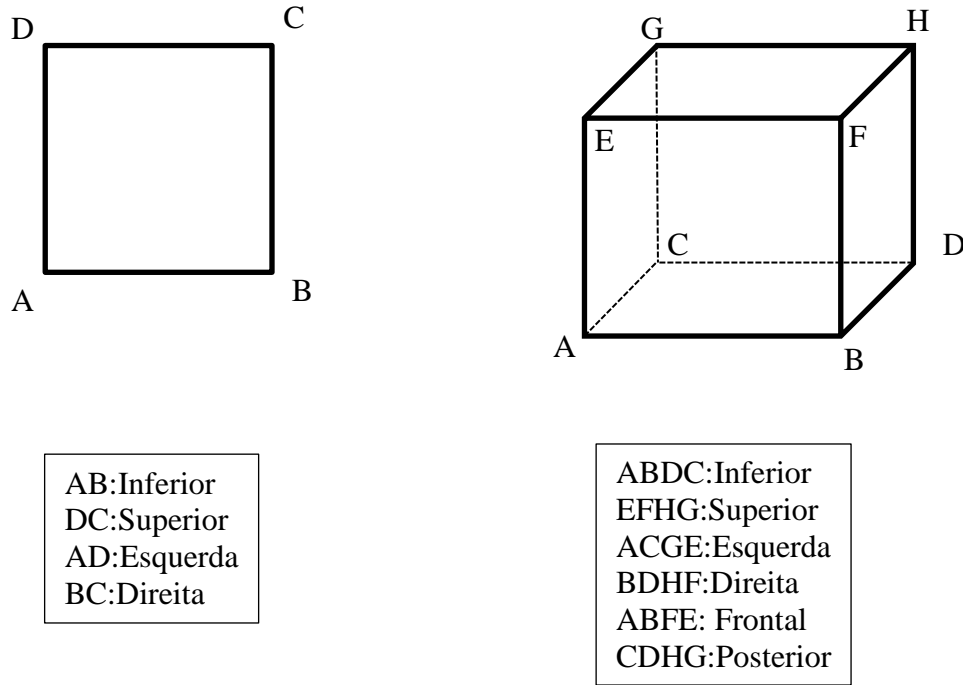 D
C
A
B
G
H
E
F
C
D
A
B
AB:Inferior
DC:Superior
AD:Esquerda
BC:Direita
ABDC:Inferior
EFHG:Superior
ACGE:Esquerda
BDHF:Direita
ABFE: Frontal
CDHG:Posterior